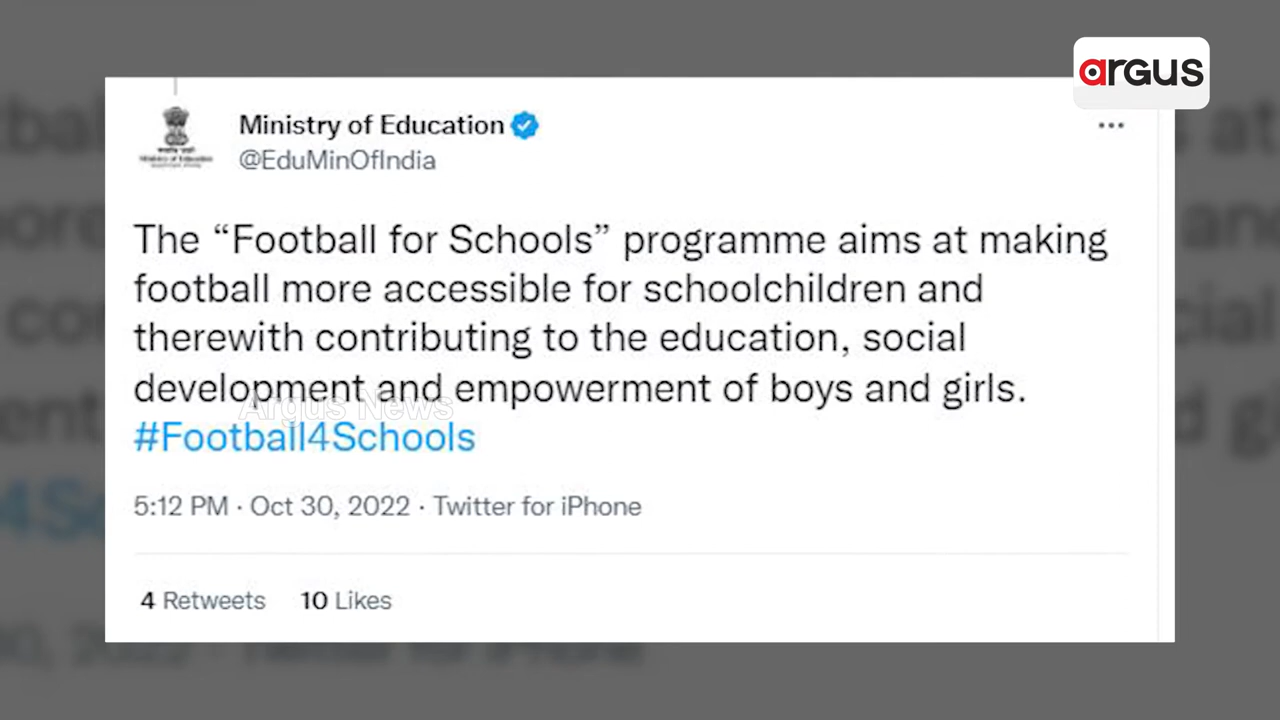 argus
Ministry of Education
@EduMinOfIndia
...
The “Football for Schools” programme aims at making
football more accessible for schoolchildren and
therewith contributing to the education, social
development and empowerment of boys and girls.
Argus News
#Football4Schools
5:12 PM · Oct 30, 2022 · Twitter for iPhone
4 Retweets 10 Likes